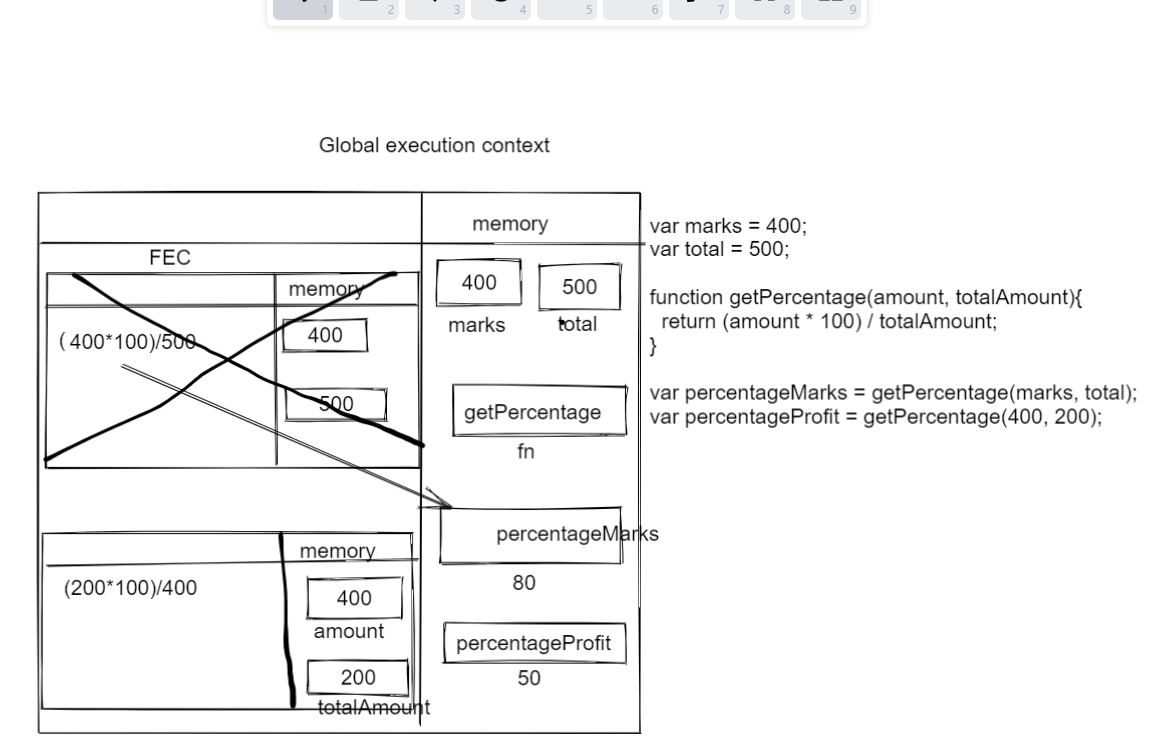 1 2 3 4 5 6 7 8 9
Global execution context
memory
FEC
memory
(400*100)/500
400
500
400
marks
500
total
getPercentage
fn
percentageMarks
80
percentageProfit
50
memory
(200*100)/400
400
amount
200
totalAmount
var marks = 400;
var total = 500;
function getPercentage(amount, totalAmount){
return (amount * 100) / totalAmount;
}
var percentageMarks = getPercentage(marks, total);
var percentageProfit = getPercentage(400, 200);